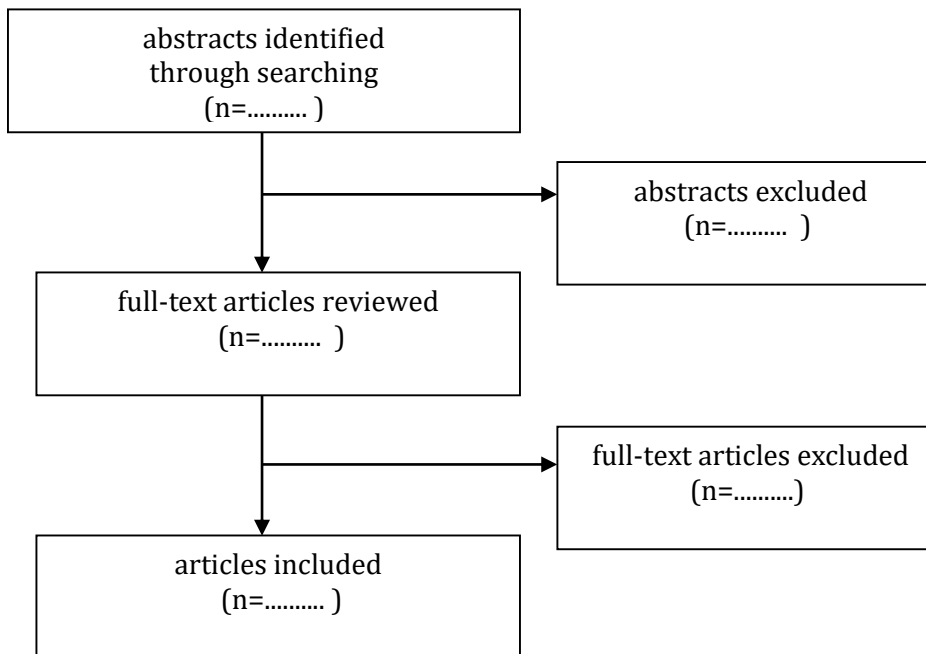 abstracts identified
through searching
(n=.......... )
abstracts excluded
(n=.......... )
full-text articles reviewed
(n=.......... )
full-text articles excluded
(n=..........)
articles included
(n=.......... )